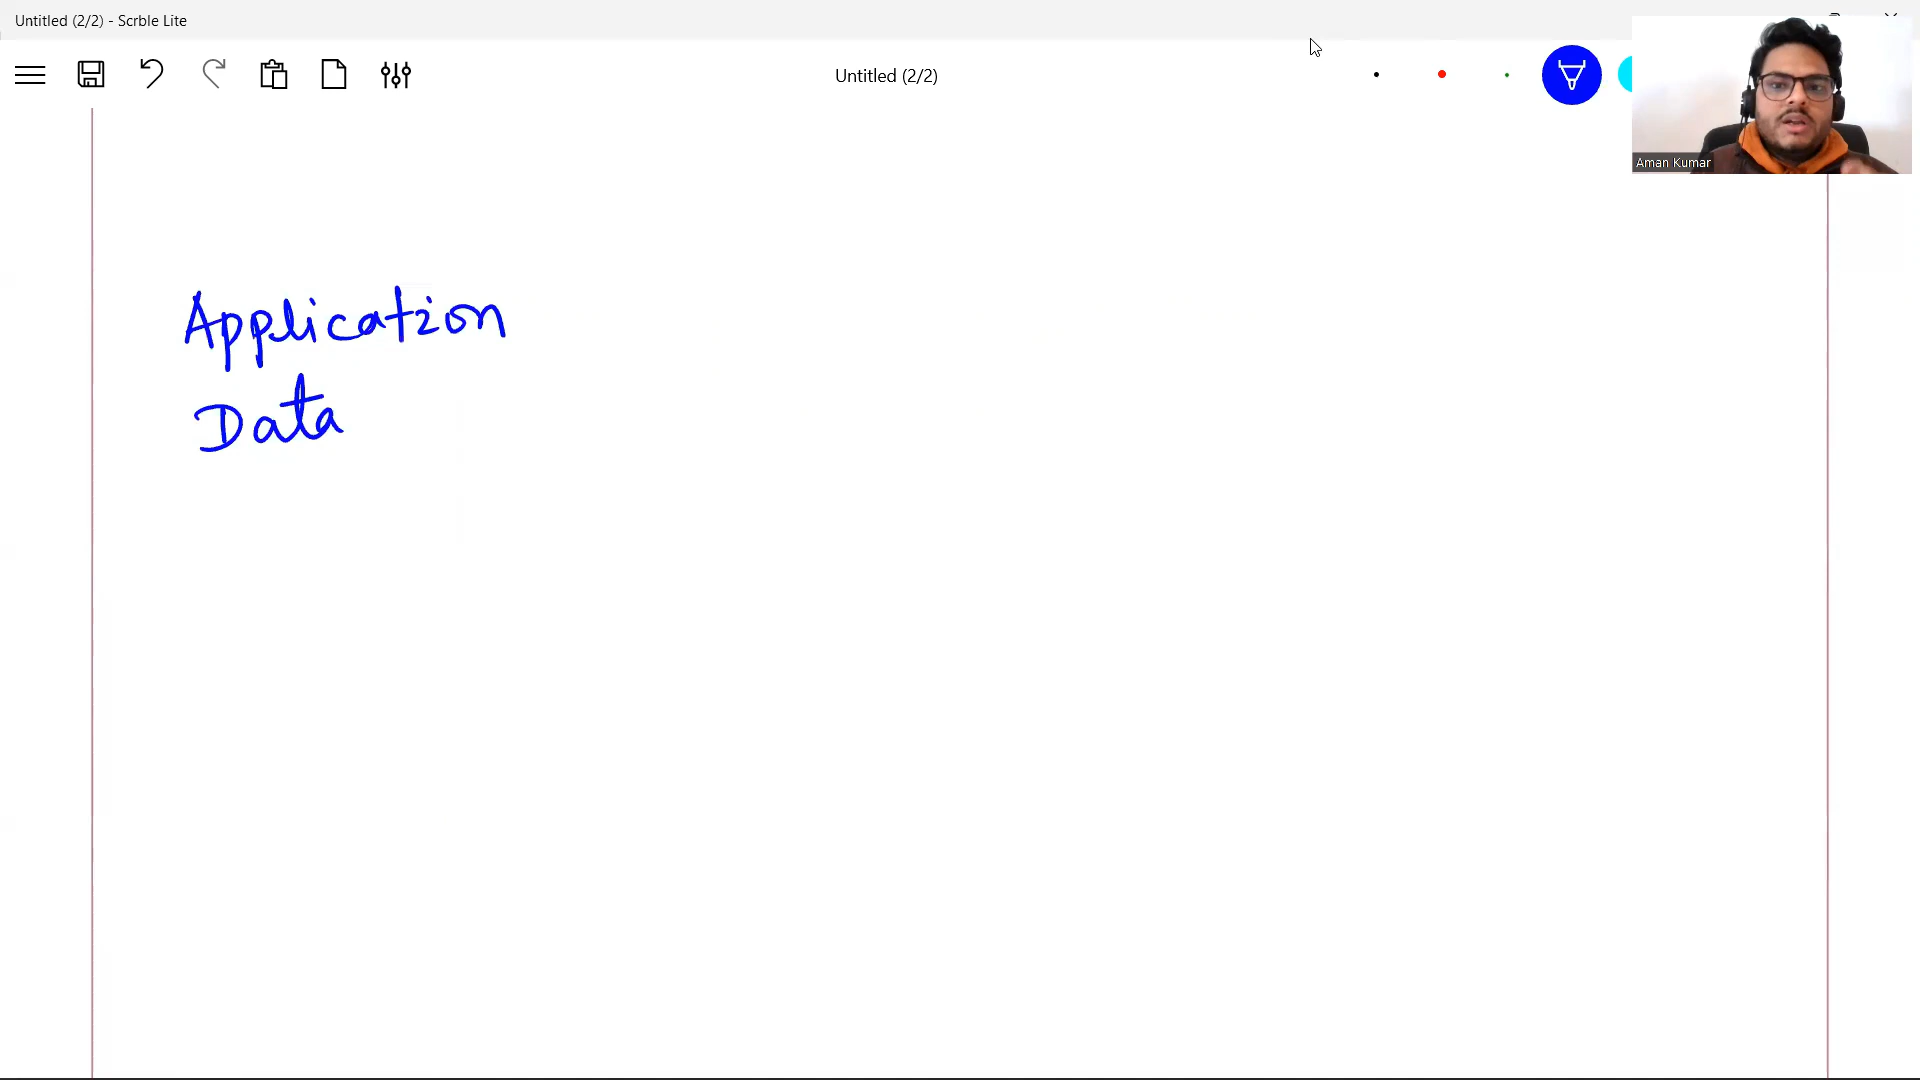 Untitled (2/2) - Scrble Lite
Untitled (2/2)
Aman Kumar
Application
Data